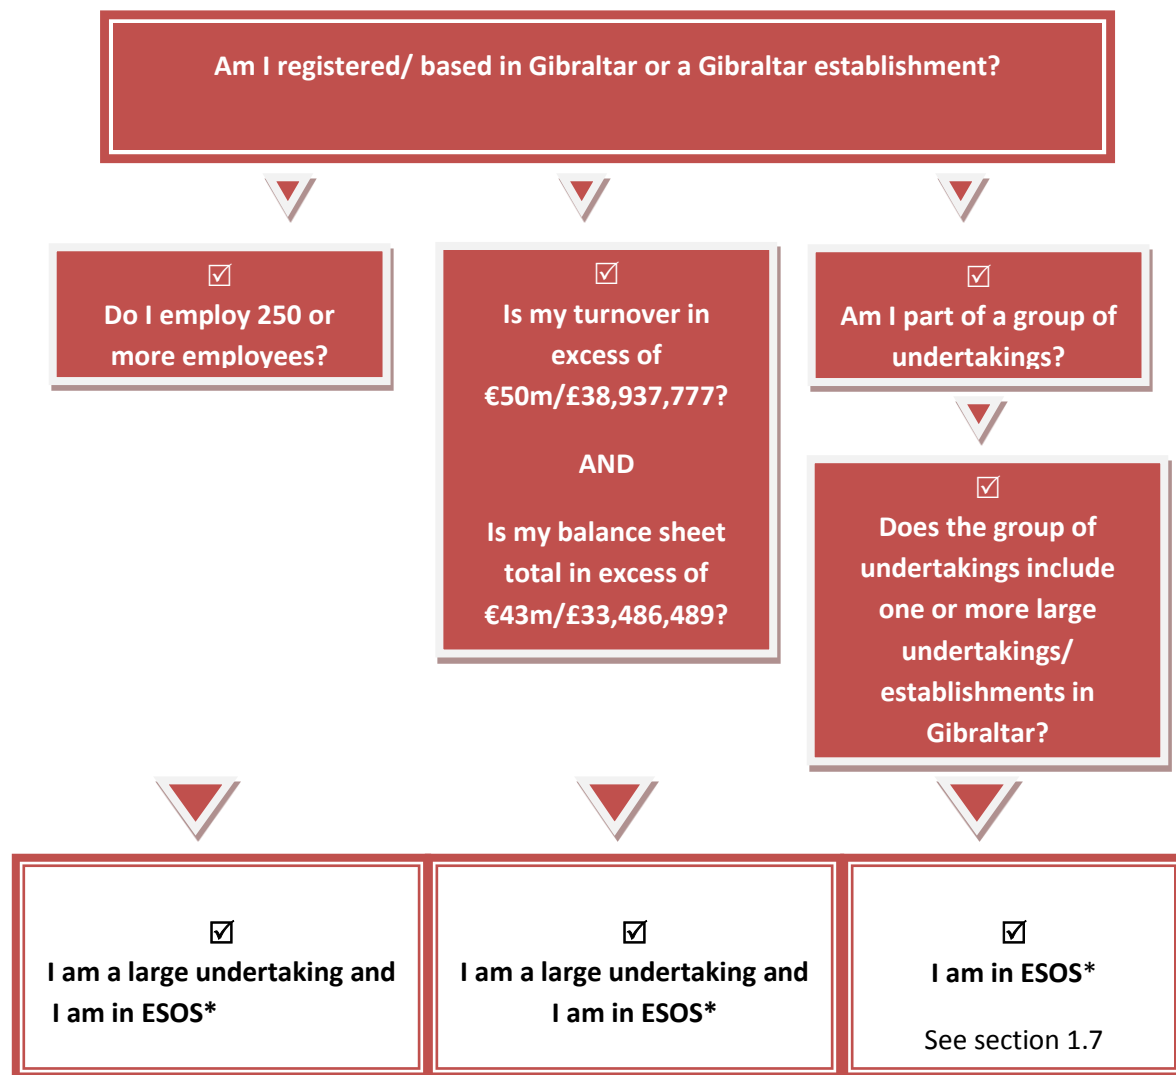 Am I registered/ based in Gibraltar or a Gibraltar establishment?
☑
Do I employ 250 or
more employees?
☑
Is my turnover in
excess of
€50m/£38,937,777?
AND
Is my balance sheet
total in excess of
€43m/£33,486,489?
☑
Am I part of a group of
undertakings?
☑
Does the group of
undertakings include
one or more large
undertakings/
establishments in
Gibraltar?
☑
I am a large undertaking and
I am in ESOS*
☑
I am a large undertaking and
I am in ESOS*
☑
I am in ESOS*
See section 1.7